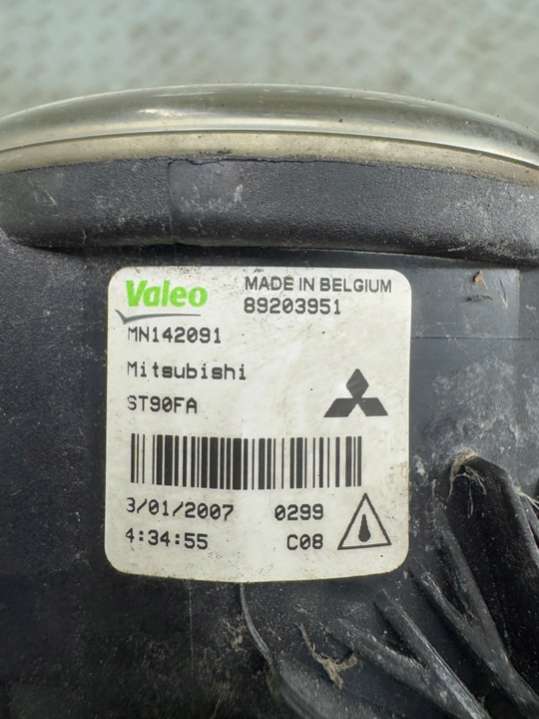 Valeo MADE IN BELGIUM
89203951
MN142091
Mitsubishi
ST90FA
3/01/2007 0299
4:34:55 C08